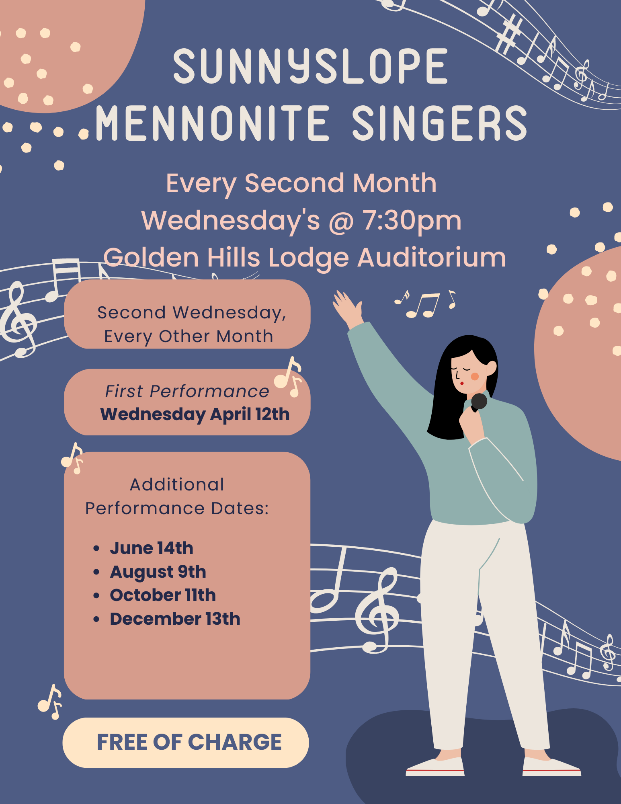 SUNNYSLOPE
MENNONITE SINGERS
Every Second Month
Wednesday's @ 7:30pm
Golden Hills Lodge Auditorium
Second Wednesday,
Every Other Month
First Performance
Wednesday April 12th
Additional
Performance Dates:
• June 14th
• August 9th
• October 11th
• December 13th
FREE OF CHARGE